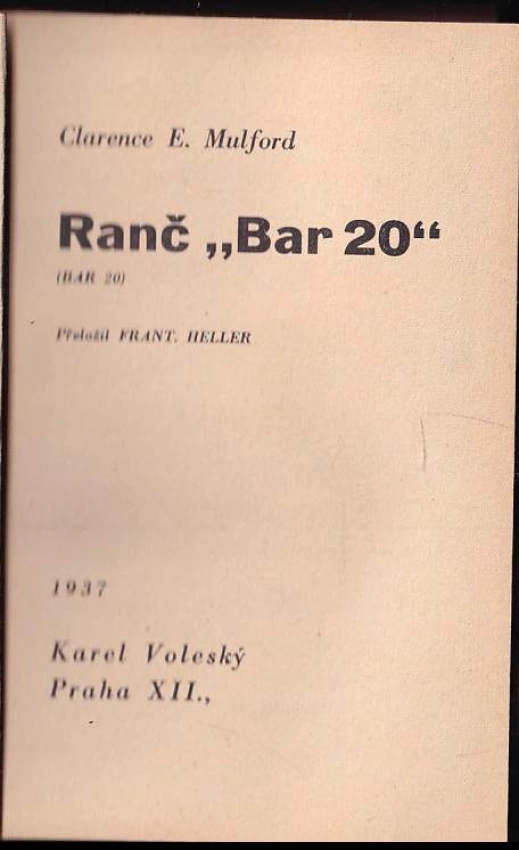 Clarence E. Mulford
Ranč „Bar 20“
(BAR 20)
Přeložil FRANT. HELLER
1937
Karel Voleský
Praha XII.,